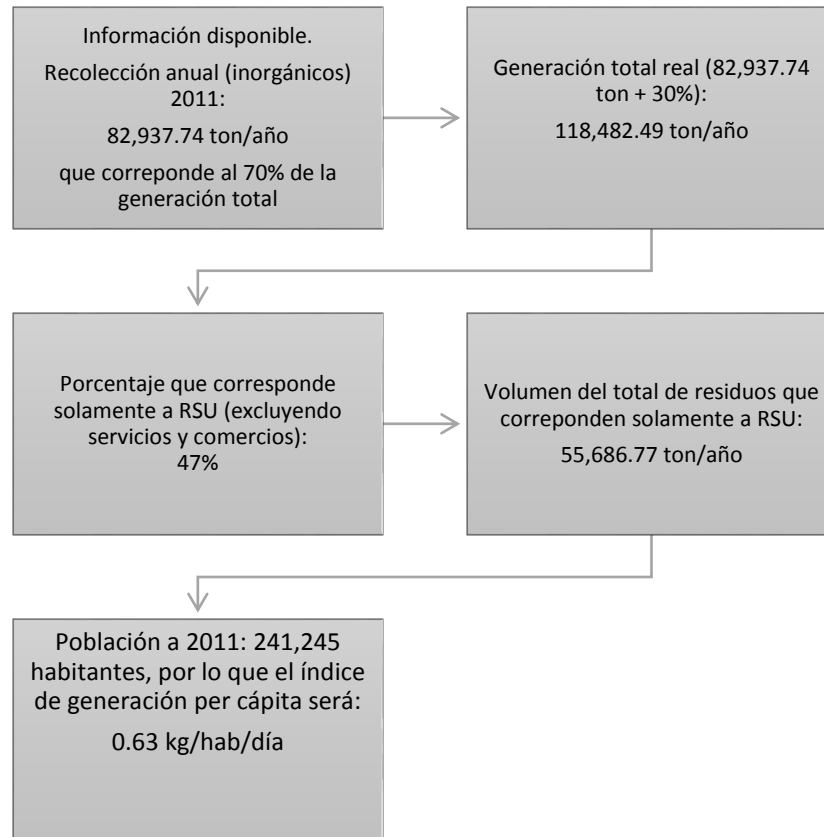 Información disponible.
Recolección anual (inorgánicos)
2011:
82,937.74 ton/año
que correponde al 70% de la
generación total
Generación total real (82,937.74
ton + 30%):
118,482.49 ton/año
Porcentaje que corresponde
solamente a RSU (excluyendo
servicios y comercios):
47%
Volumen del total de residuos que
correponden solamente a RSU:
55,686.77 ton/año
Población a 2011: 241,245
habitantes, por lo que el índice
de generación per cápita será:
0.63 kg/hab/día